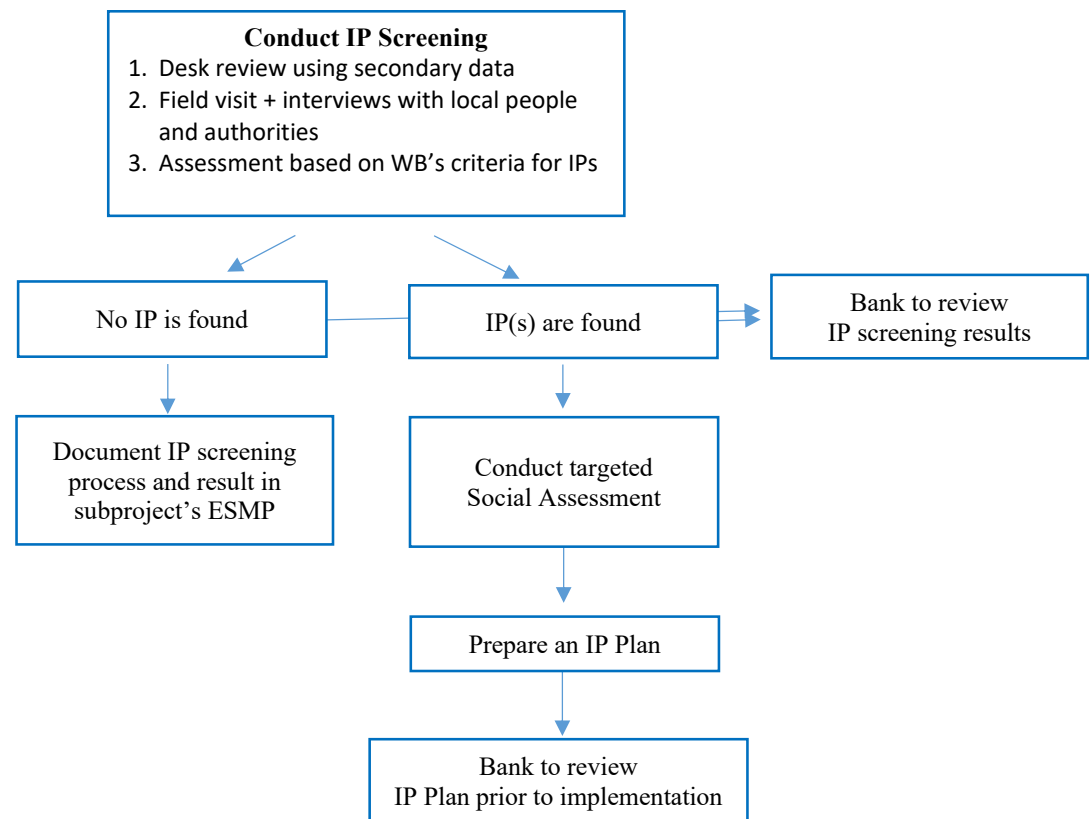 Conduct IP Screening
1. Desk review using secondary data
2. Field visit + interviews with local people
and authorities
3. Assessment based on WB’s criteria for IPs
No IP is found
IP(s) are found
Bank to review
IP screening results
Document IP screening
process and result in
subproject’s ESMP
Conduct targeted
Social Assessment
Prepare an IP Plan
Bank to review
IP Plan prior to implementation